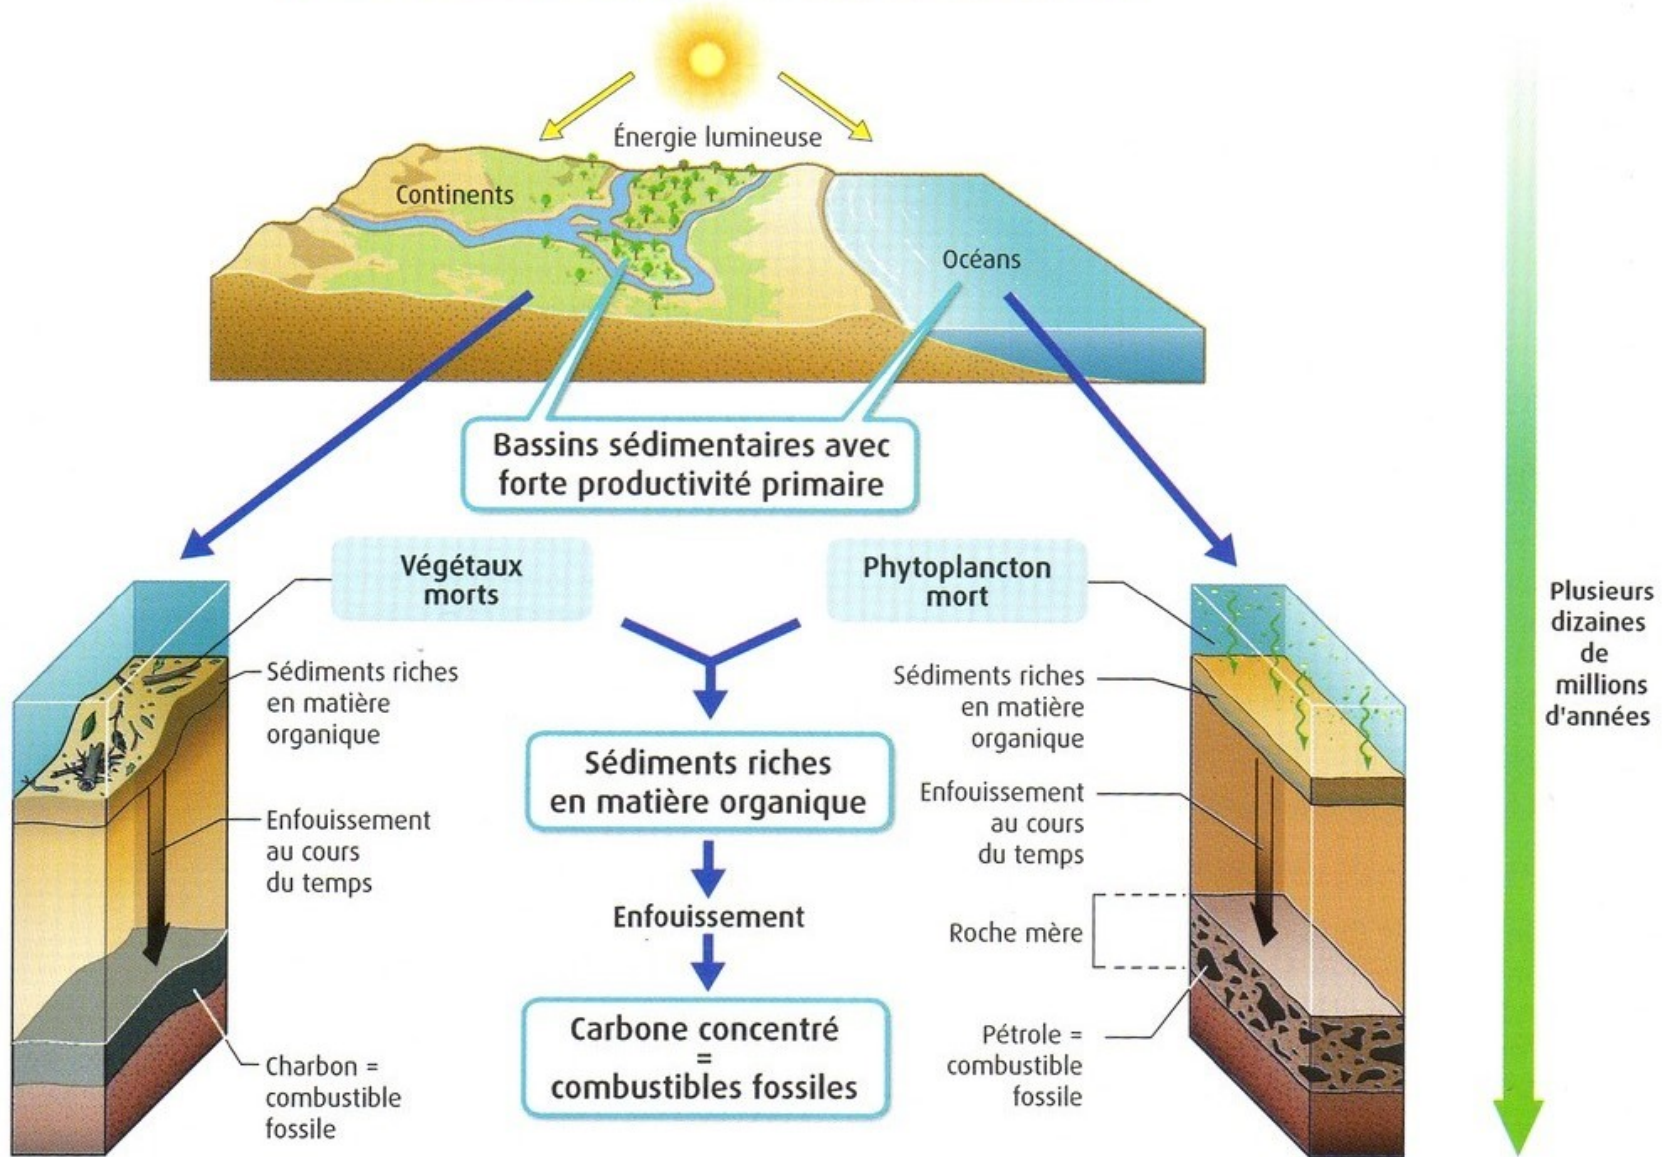 Énergie lumineuse
Continents
Océans
Bassins sédimentaires avec
forte productivité primaire
Végétaux
morts
Phytoplancton
mort
Sédiments riches
en matière
organique
Enfouissement
au cours
du temps
Charbon =
combustible
fossile
Sédiments riches
en matière organique
Enfouissement
Carbone concentré
=
combustibles fossiles
Sédiments riches
en matière
organique
Enfouissement
au cours
du temps
Roche mère
Pétrole =
combustible
fossile
Plusieurs
dizaines
de
millions
d'années